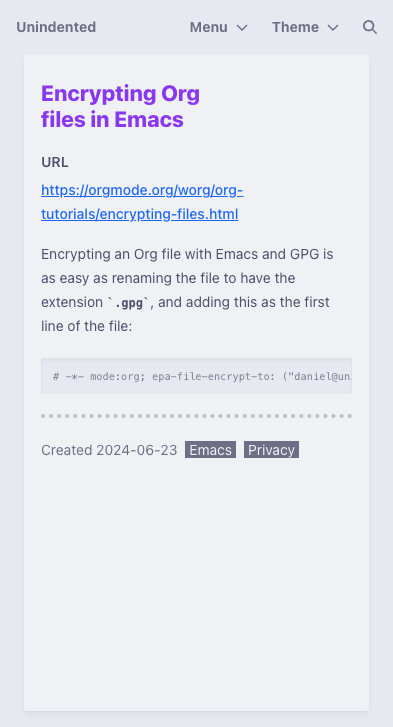 Unindented Menu Theme
Encrypting Org
files in Emacs
URL
https://orgmode.org/worg/org-
tutorials/encrypting-files.html
Encrypting an Org file with Emacs and GPG is
as easy as renaming the file to have the
extension `.gpg`, and adding this as the first
line of the file:
# -*- mode:org; epa-file-encrypt-to: ("daniel@uni
Created 2024-06-23 Emacs Privacy